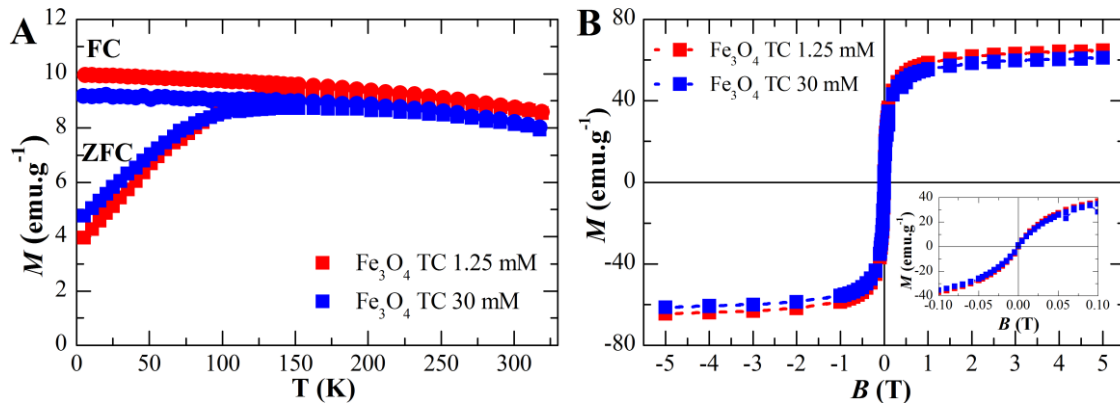 A
FC
ZFC
Fe₃O₄ TC 1.25 mM
Fe₃O₄ TC 30 mM
M (emu.g⁻¹)
12
10
8
6
4
2
0
0 50 100 150 200 250 300
T (K)
B
Fe₃O₄ TC 1.25 mM
Fe₃O₄ TC 30 mM
M (emu.g⁻¹)
80
40
0
-40
-80
-5 -4 -3 -2 -1 0 1 2 3 4 5
B (T)
M (emu.g⁻¹)
40
20
0
-20
-40
-0.10 -0.05 0.00 0.05 0.10
B (T)